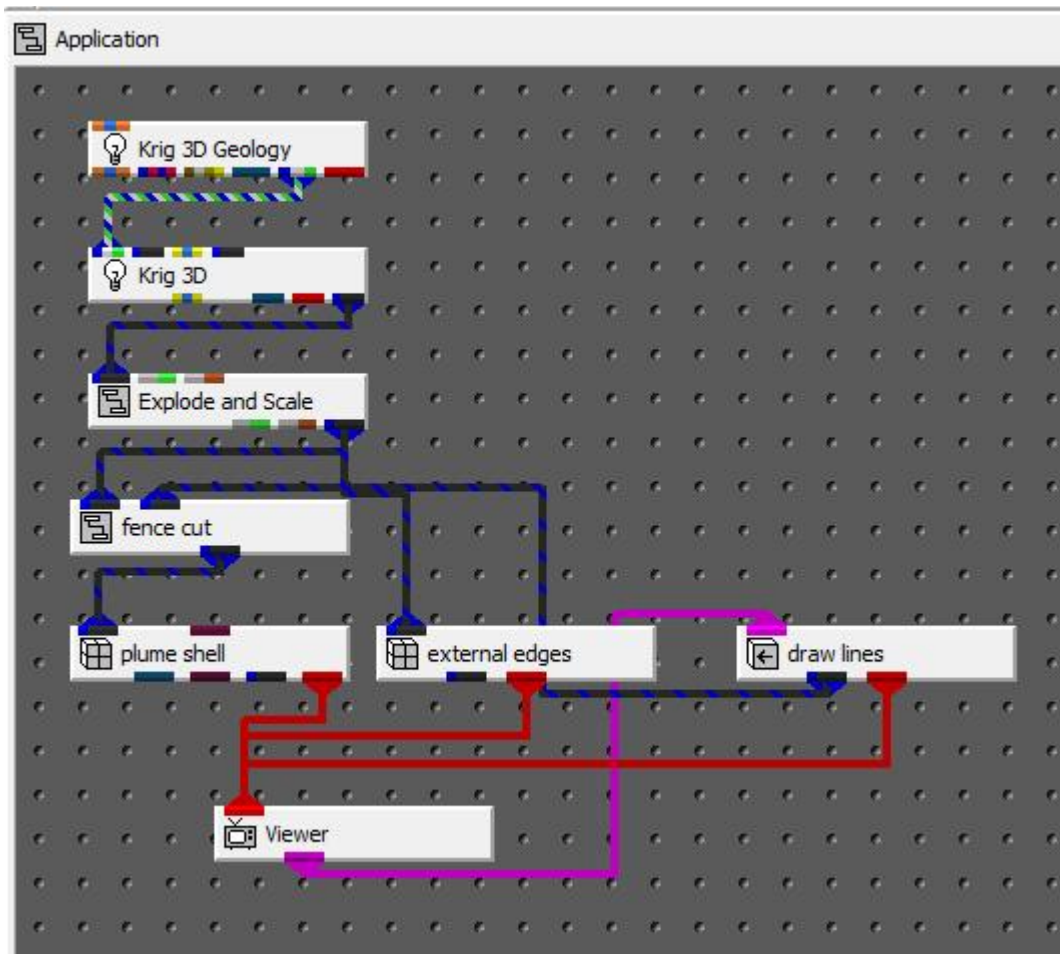 Application
Krig 3D Geology
Krig 3D
Explode and Scale
fence cut
plume shell
external edges
draw lines
Viewer